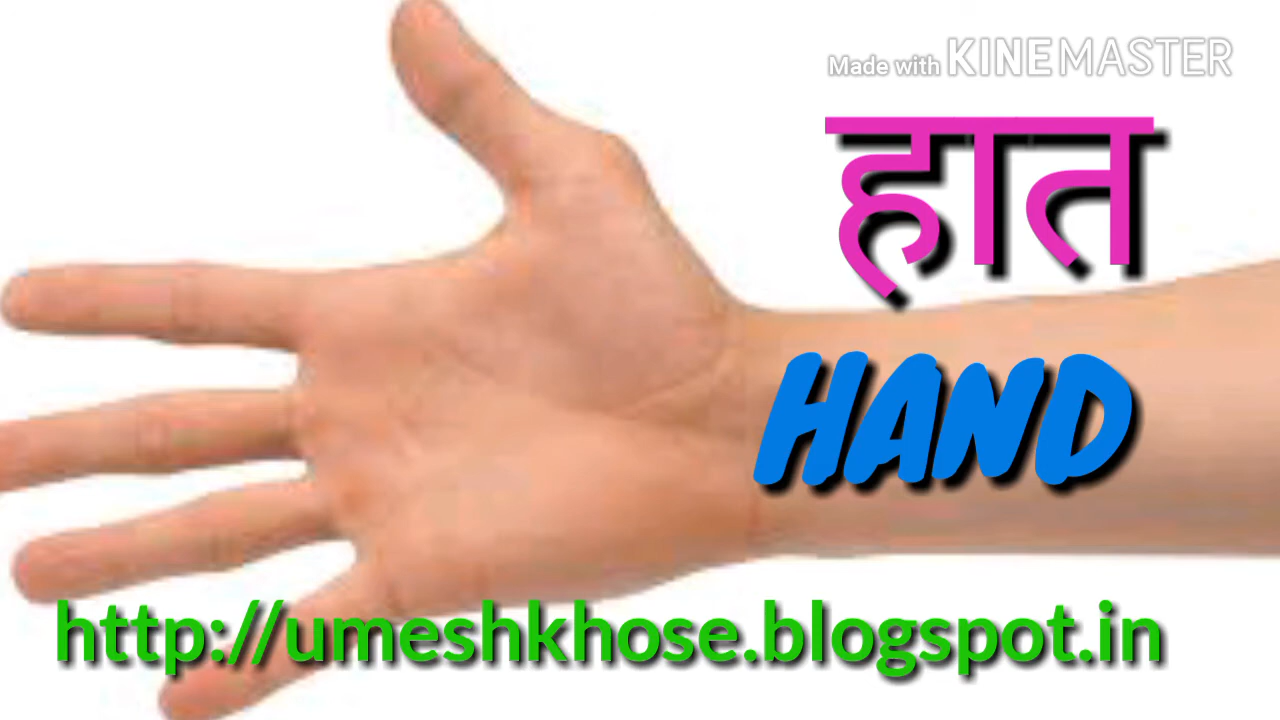 Made with KINEMASTER
हात
HAND
http://umeshkhose.blogspot.in